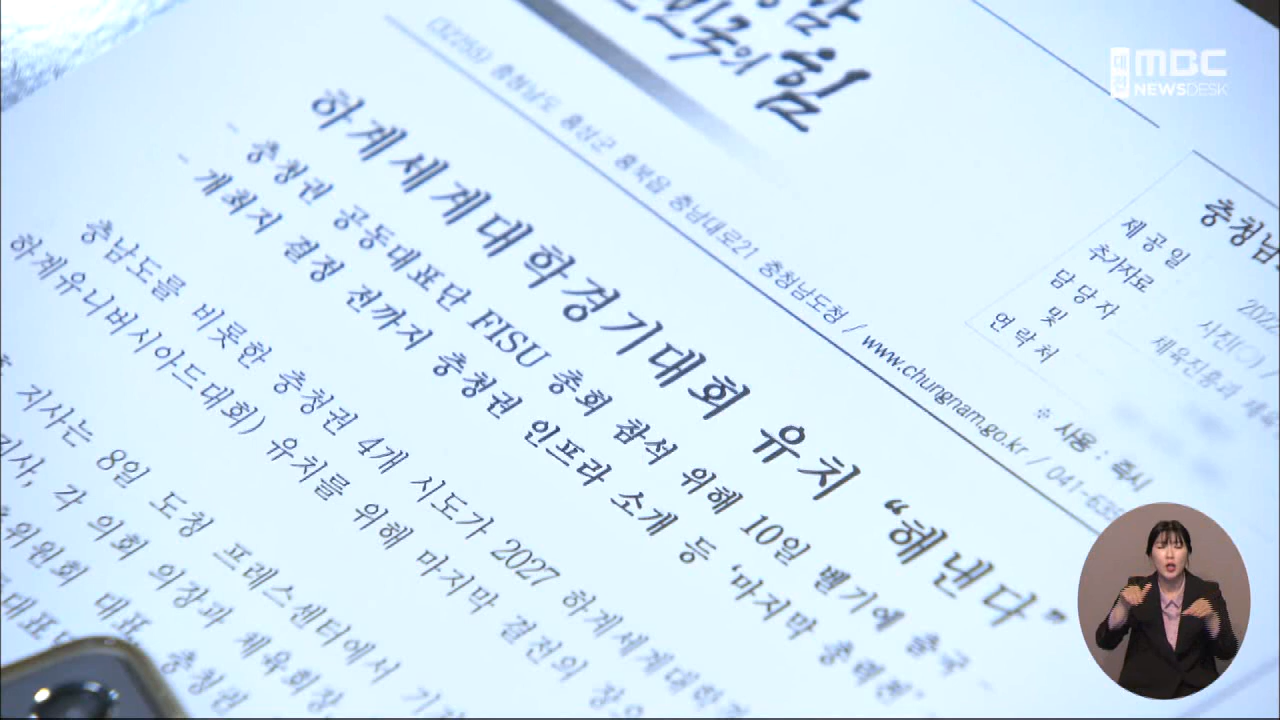 대전 MBC
NEWSDESK
힘
(32255) 충청남도 홍성군 홍북읍 충남대로21 충청남도청 / www.chungnam.go.kr / 041-635
충청남
제 공 일
2022
추가자료
사진(○) /
담 당 자
및
연 락 처
체육진흥과
※ 사용 : 즉시
하계세계대학경기대회 유치 “해낸다”
- 충청권 공동대표단 FISU 총회 참석 위해 10일 벨기에 출국 -
- 개최지 결정 전까지 충청권 인프라 소개 등 ‘마지막 총력전’
충남도를 비롯한 충청권 4개 시도가 2027 하계세계대학
하계유니버시아드대회) 유치를 위해 마지막 결전의 장으
지사는 8일 도청 프레스센터에서
지사, 각 의회 의장과 체육회장,
위원회 대표
대표단 충청권